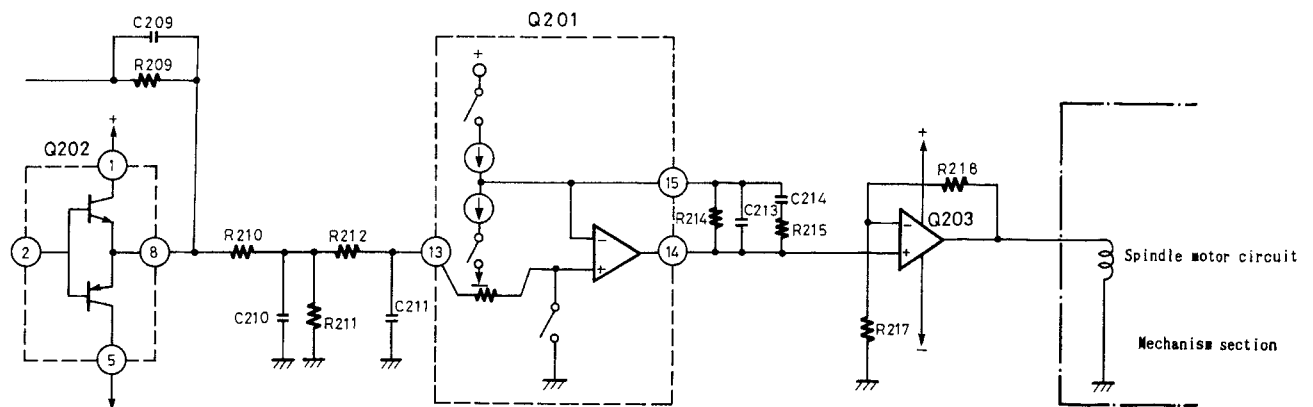 Q201
C209
R209
+
+
Q202
1
15
R218
+
C214
R214
C213
Q203
R215
2
8
R210
R212
13
14
−
+
−
+
Spindle motor circuit
C210
R211
C211
R217
−
Mechanism section
5